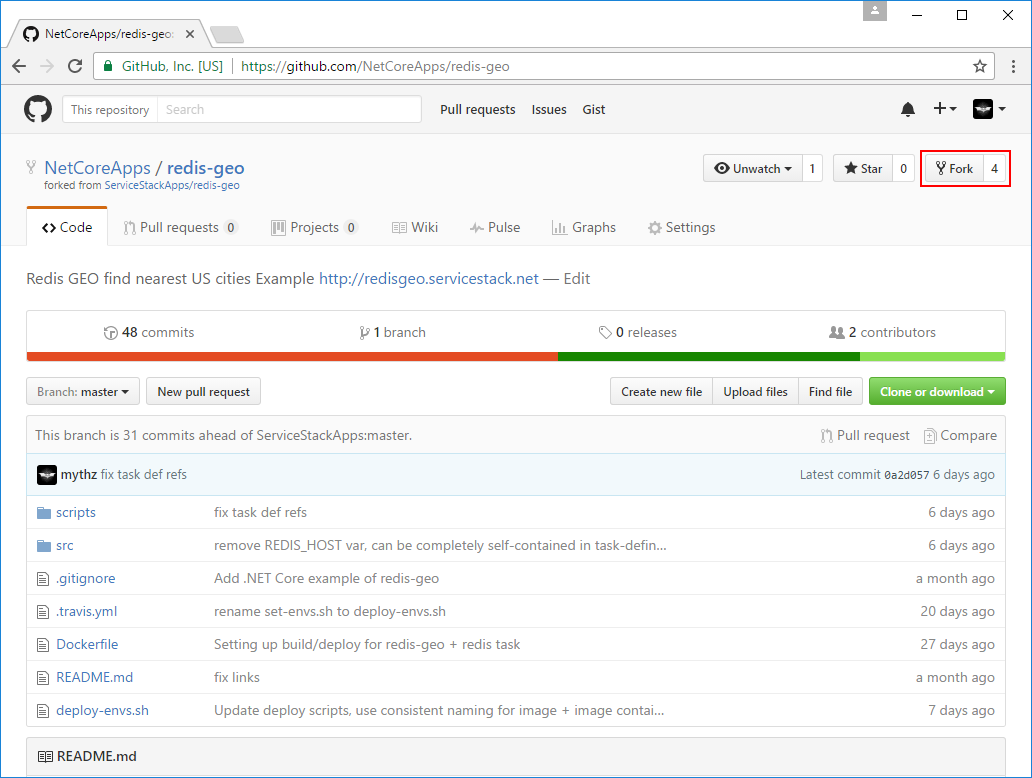 NetCoreApps/redis-geo:
GitHub, Inc. [US] https://github.com/NetCoreApps/redis-geo
This repository Search Pull requests Issues Gist
NetCoreApps / redis-geo Unwatch 1 Star 0 Fork 4
forked from ServiceStackApps/redis-geo
Code Pull requests 0 Projects 0 Wiki Pulse Graphs Settings
Redis GEO find nearest US cities Example http://redisgeo.servicestack.net — Edit
48 commits 1 branch 0 releases 2 contributors
Branch: master New pull request Create new file Upload files Find file Clone or download
This branch is 31 commits ahead of ServiceStackApps:master. Pull request Compare
mythz fix task def refs Latest commit 0a2d057 6 days ago
scripts fix task def refs 6 days ago
src remove REDIS_HOST var, can be completely self-contained in task-defin... 6 days ago
.gitignore Add .NET Core example of redis-geo a month ago
.travis.yml rename set-envs.sh to deploy-envs.sh 20 days ago
Dockerfile Setting up build/deploy for redis-geo + redis task 27 days ago
README.md fix links a month ago
deploy-envs.sh Update deploy scripts, use consistent naming for image + image contai... 7 days ago
README.md